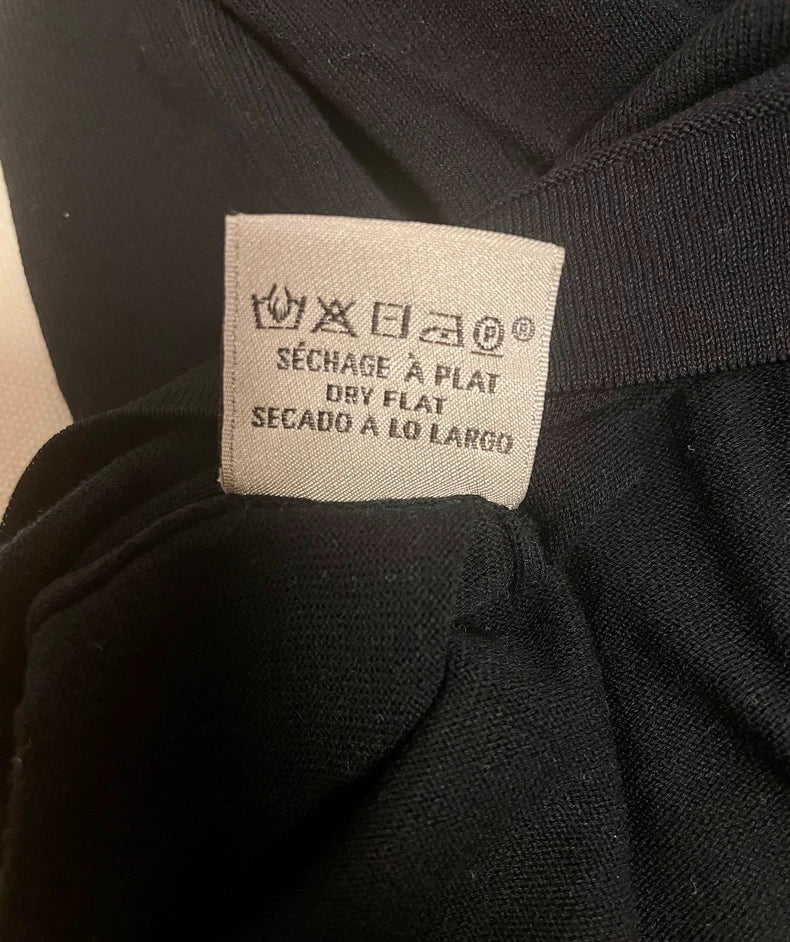 P ®
SÉCHAGE À PLAT
DRY FLAT
SECADO A LO LARGO